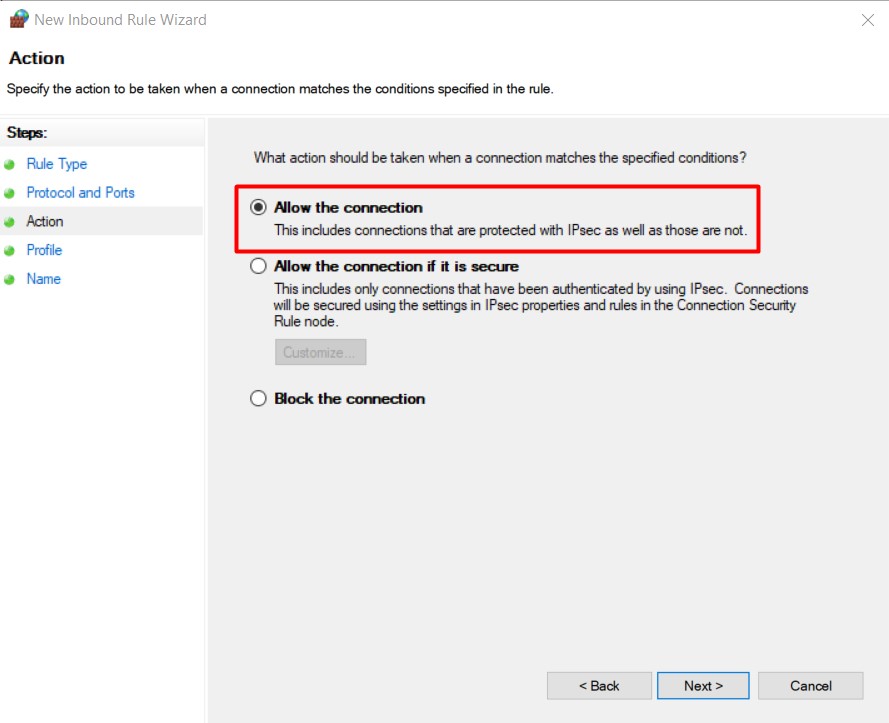 New Inbound Rule Wizard
Action
Specify the action to be taken when a connection matches the conditions specified in the rule.
Steps:
Rule Type
Protocol and Ports
Action
Profile
Name
What action should be taken when a connection matches the specified conditions?
Allow the connection
This includes connections that are protected with IPsec as well as those are not.
Allow the connection if it is secure
This includes only connections that have been authenticated by using IPsec. Connections
will be secured using the settings in IPsec properties and rules in the Connection Security
Rule node.
Customize...
Block the connection
< Back
Next >
Cancel